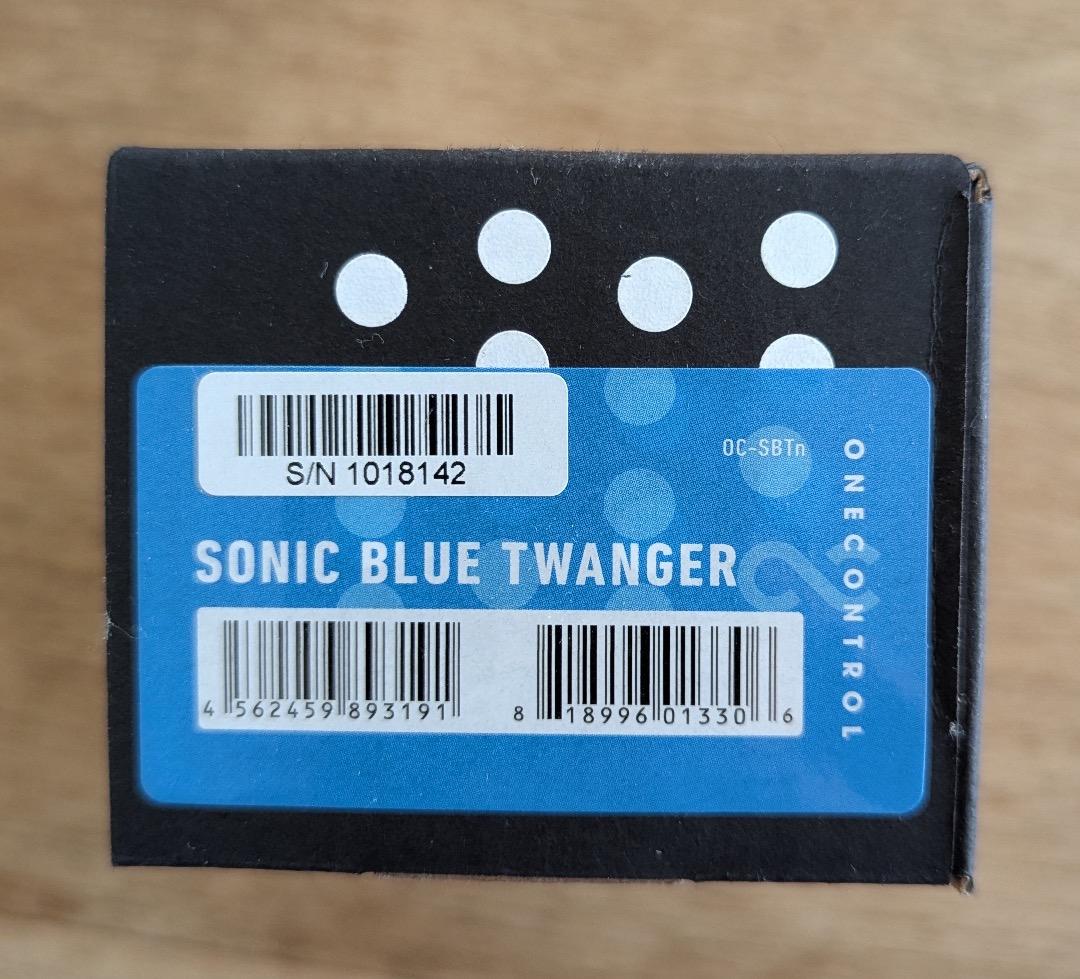 S/N 1018142
OC-SBTn
ONECONTROL
SONIC BLUE TWANGER
4 562459 893191
8 18996 01330 6